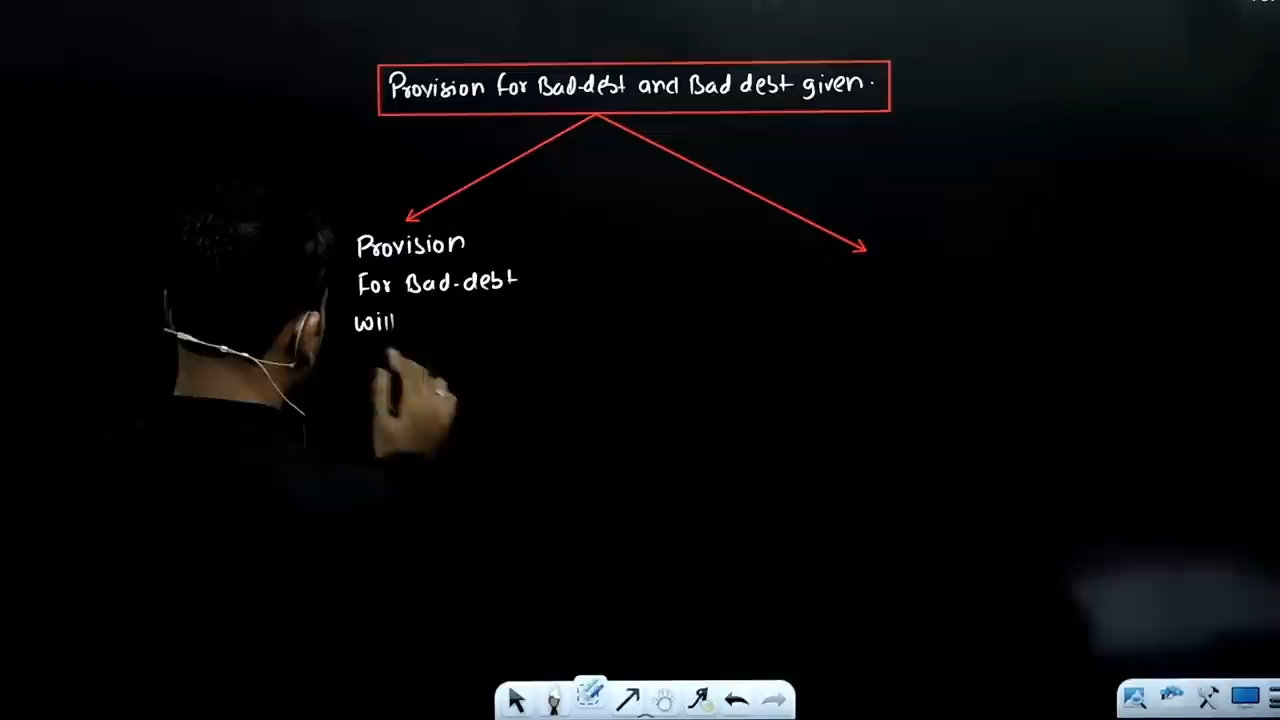 Provision for Bad-debt and Bad debt given.
Provision
for Bad-debt
will